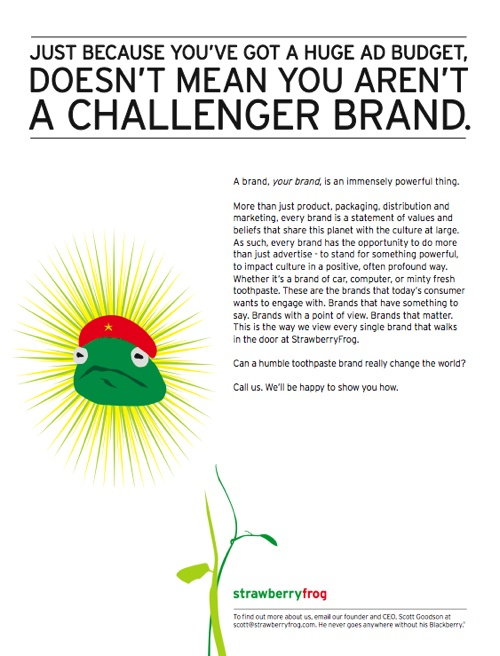 JUST BECAUSE YOU'VE GOT A HUGE AD BUDGET,
DOESN'T MEAN YOU AREN'T
A CHALLENGER BRAND.
A brand, your brand, is an immensely powerful thing.
More than just product, packaging, distribution and
marketing, every brand is a statement of values and
beliefs that share this planet with the culture at large.
As such, every brand has the opportunity to do more
than just advertise - to stand for something powerful,
to impact culture in a positive, often profound way.
Whether it's a brand of car, computer, or minty fresh
toothpaste. These are the brands that today's consumer
wants to engage with. Brands that have something to
say. Brands with a point of view. Brands that matter.
This is the way we view every single brand that walks
in the door at StrawberryFrog.
Can a humble toothpaste brand really change the world?
Call us. We'll be happy to show you how.
strawberryfrog
To find out more about us, email our founder and CEO, Scott Goodson at
scott@strawberryfrog.com. He never goes anywhere without his Blackberry.